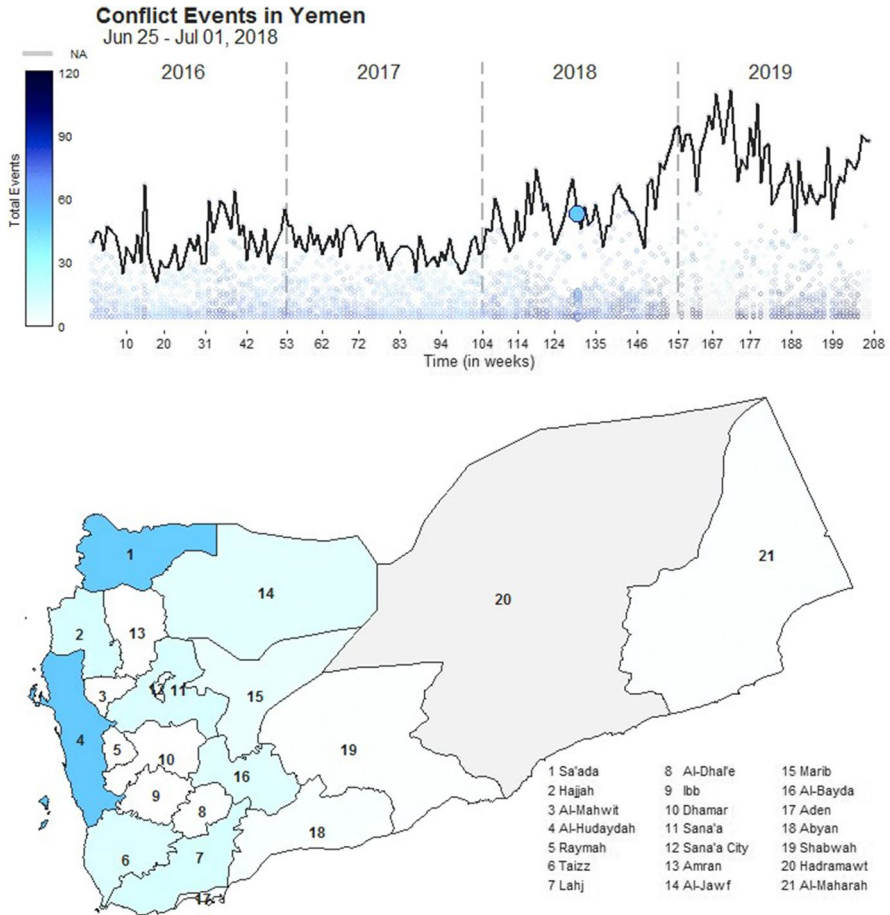 Conflict Events in Yemen
Jun 25 - Jul 01, 2018
NA
120
90
60
30
0
Total Events
2016 2017 2018 2019
10 20 31 42 53 62 72 83 94 104 114 124 135 145 157 167 177 188 199 208
Time (in weeks)
1
14
21
20
2
13
3
12 11
15
4
5
10
19
16
9
8
18
6
7
17
1 Sa'ada 8 Al-Dhal'e 15 Marib
2 Hajjah 9 Ibb 16 Al-Bayda
3 Al-Mahwit 10 Dhamar 17 Aden
4 Al-Hudaydah 11 Sana'a 18 Abyan
5 Raymah 12 Sana'a City 19 Shabwah
6 Taizz 13 Amran 20 Hadramawt
7 Lahj 14 Al-Jawf 21 Al-Maharah